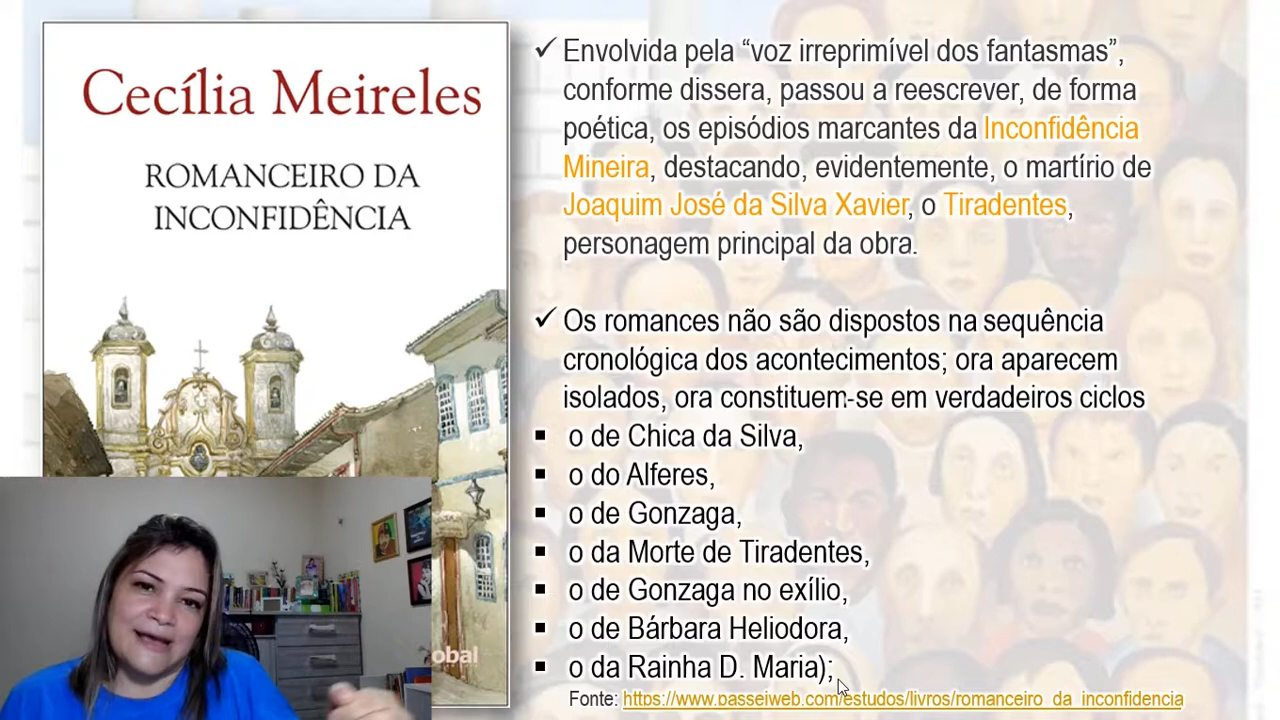 Cecília Meireles
ROMANCEIRO DA
INCONFIDÊNCIA
obal
✓ Envolvida pela “voz irreprimível dos fantasmas”,
conforme dissera, passou a reescrever, de forma
poética, os episódios marcantes da Inconfidência
Mineira, destacando, evidentemente, o martírio de
Joaquim José da Silva Xavier, o Tiradentes,
personagem principal da obra.
✓ Os romances não são dispostos na sequência
cronológica dos acontecimentos; ora aparecem
isolados, ora constituem-se em verdadeiros ciclos
▪ o de Chica da Silva,
▪ o do Alferes,
▪ o de Gonzaga,
▪ o da Morte de Tiradentes,
▪ o de Gonzaga no exílio,
▪ o de Bárbara Heliodora,
▪ o da Rainha D. Maria);
Fonte: https://www.passeiweb.com/estudos/livros/romanceiro_da_inconfidencia